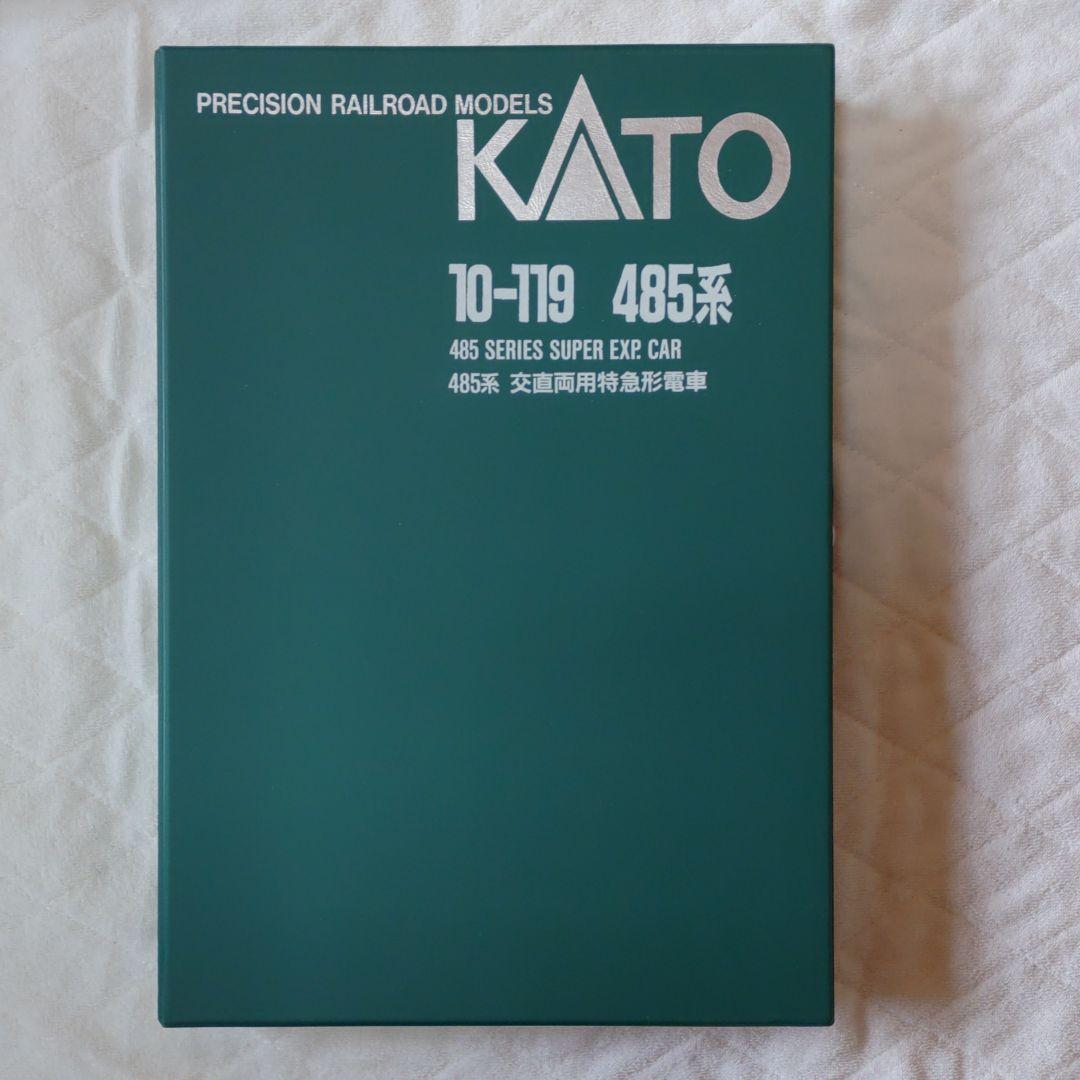 PRECISION RAILROAD MODELS
KATO
10-119 485系
485 SERIES SUPER EXP. CAR
485系 交直両用特急形電車